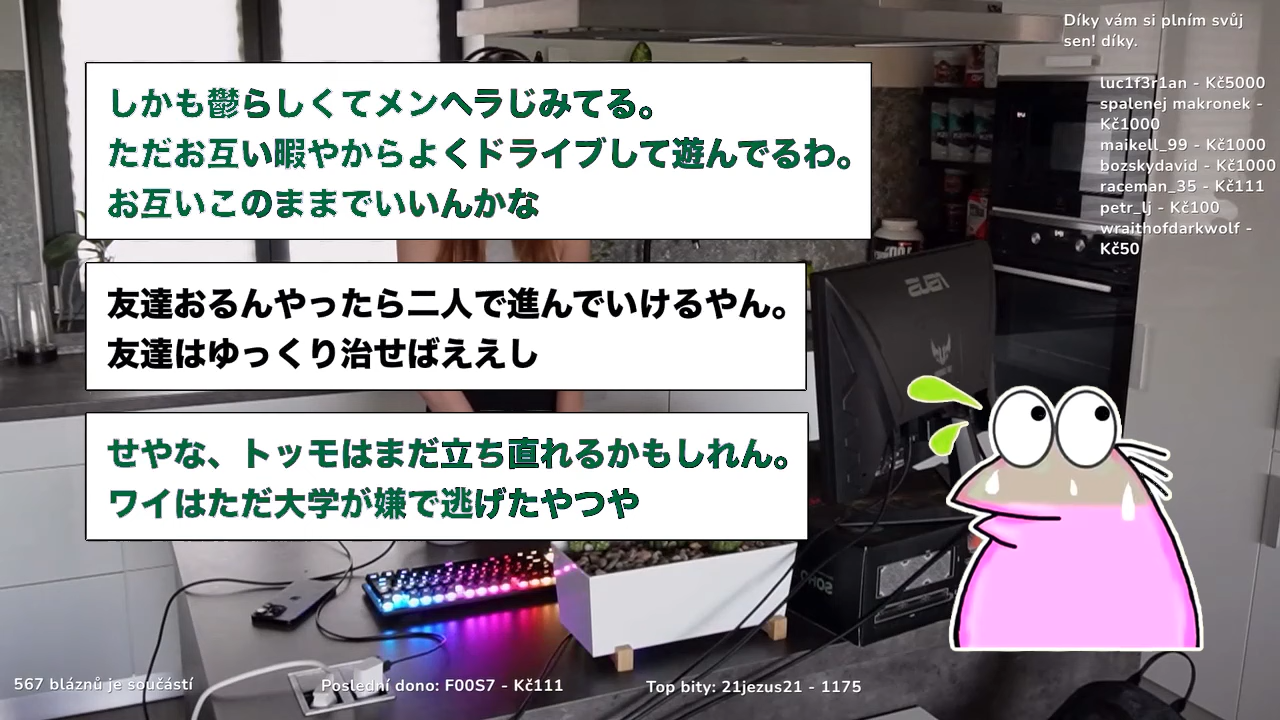 しかも鬱らしくてメンヘラじみてる。
ただお互い暇やからよくドライブして遊んでるわ。
お互いこのままでいいんかな
友達おるんやったら二人で進んでいけるやん。
友達はゆっくり治せばええし
せやな、トッモはまだ立ち直れるかもしれん。
ワイはただ大学が嫌で逃げたやつや
Díky vám si plním svůj
sen! díky.
luc1f3r1an - Kč5000
spalenej makronek -
Kč1000
maikell_99 - Kč1000
bozskydavid - Kč1000
raceman_35 - Kč111
petr_lj - Kč100
wraithofdarkwolf -
Kč50
567 bláznů je součástí
Poslední dono: F00S7 - Kč111
Top bity: 21jezus21 - 1175